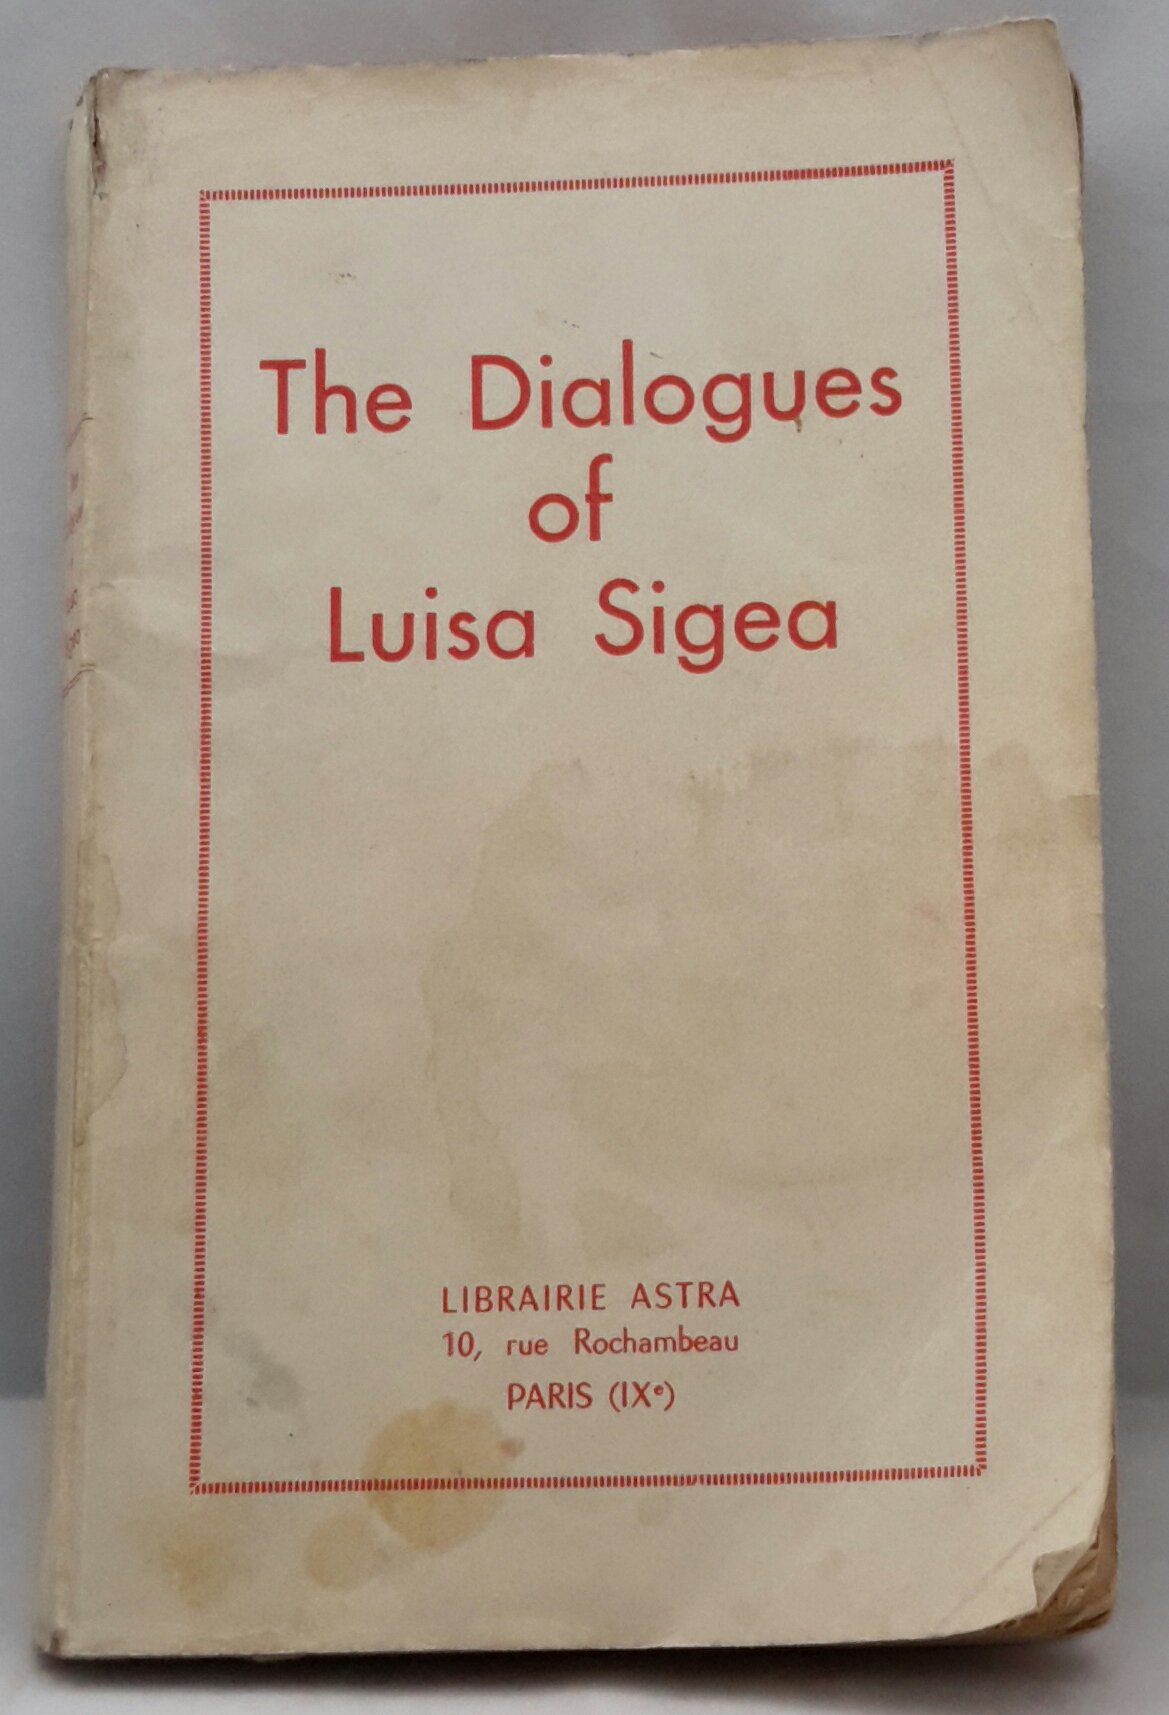 The Dialogues
of
Luisa Sigea
LIBRAIRIE ASTRA
10, rue Rochambeau
PARIS (IXᵉ)